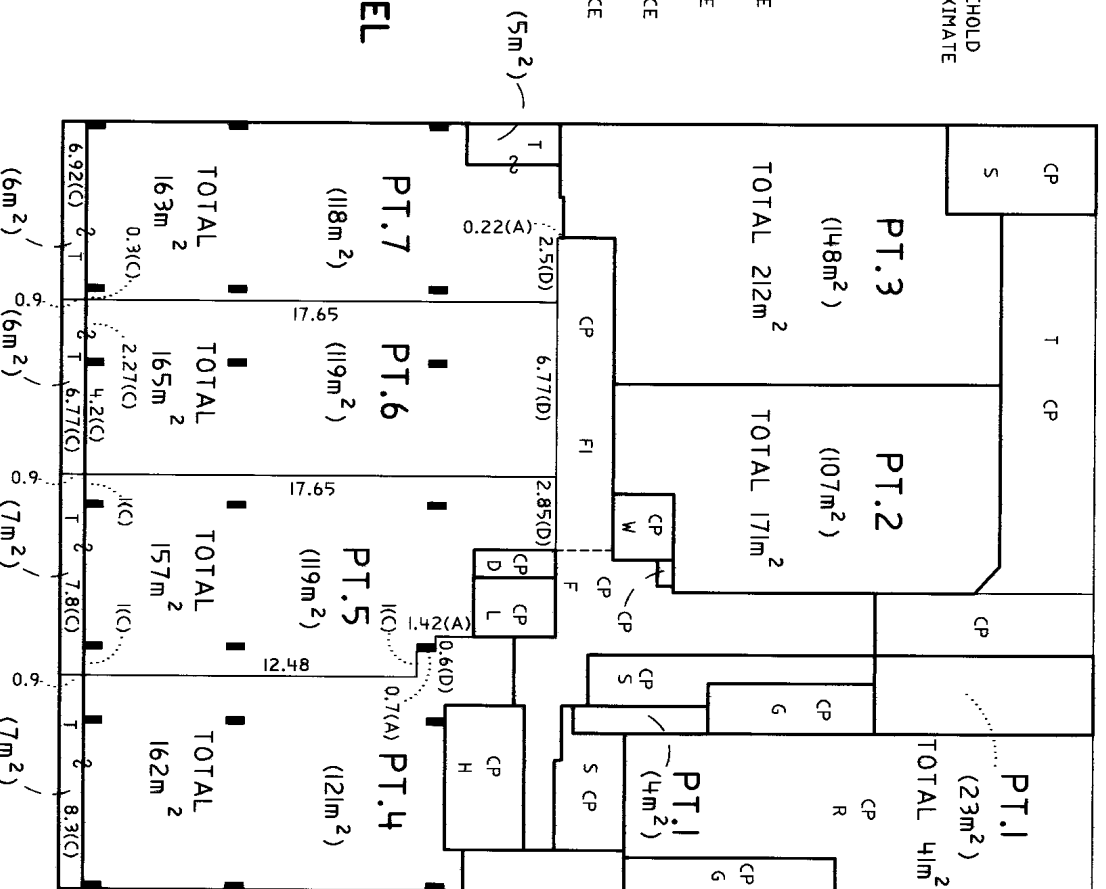 CHOLD
KIMATE
CE
CE
CE
CE
EL
(5m²)
CP
S
T
CP
PT.3
(148m²)
TOTAL 212m²
PT.2
(107m²)
TOTAL 171m²
CP
PT.1
(23m²)
TOTAL 41m²
CP
R
CP
G
CP
S
PT.1
(4m²)
CP
G
S CP
CP
W
CP
CP
F
CP
FI
T
2
0.22(A)
2.5(D)
6.77(D)
2.85(D)
CP
D
CP
L
1.42(A)
0.6(D)
0.7(A)
1(C)
CP
H
PT.7
(118m²)
TOTAL
163m²
17.65
PT.6
(119m²)
TOTAL
165m²
17.65
PT.5
(119m²)
TOTAL
157m²
12.48
PT.4
(121m²)
TOTAL
162m²
0.3(C)
2.27(C)
4.2(C)
1(C)
1(C)
6.92(C)
2
T
2
T
6.77(C)
T
2
7.8(C)
T
2
8.3(C)
0.9
0.9
0.9
(6m²)
(6m²)
(7m²)
(7m²)